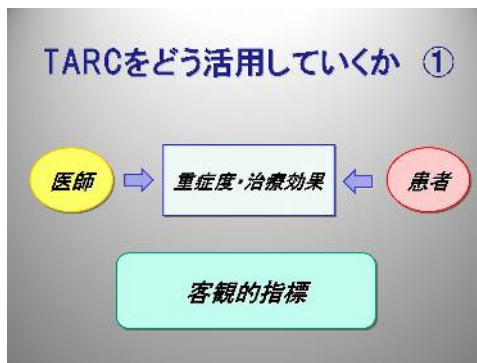 TARCをどう活用していくか ①
医師
重症度・治療効果
患者
客観的指標